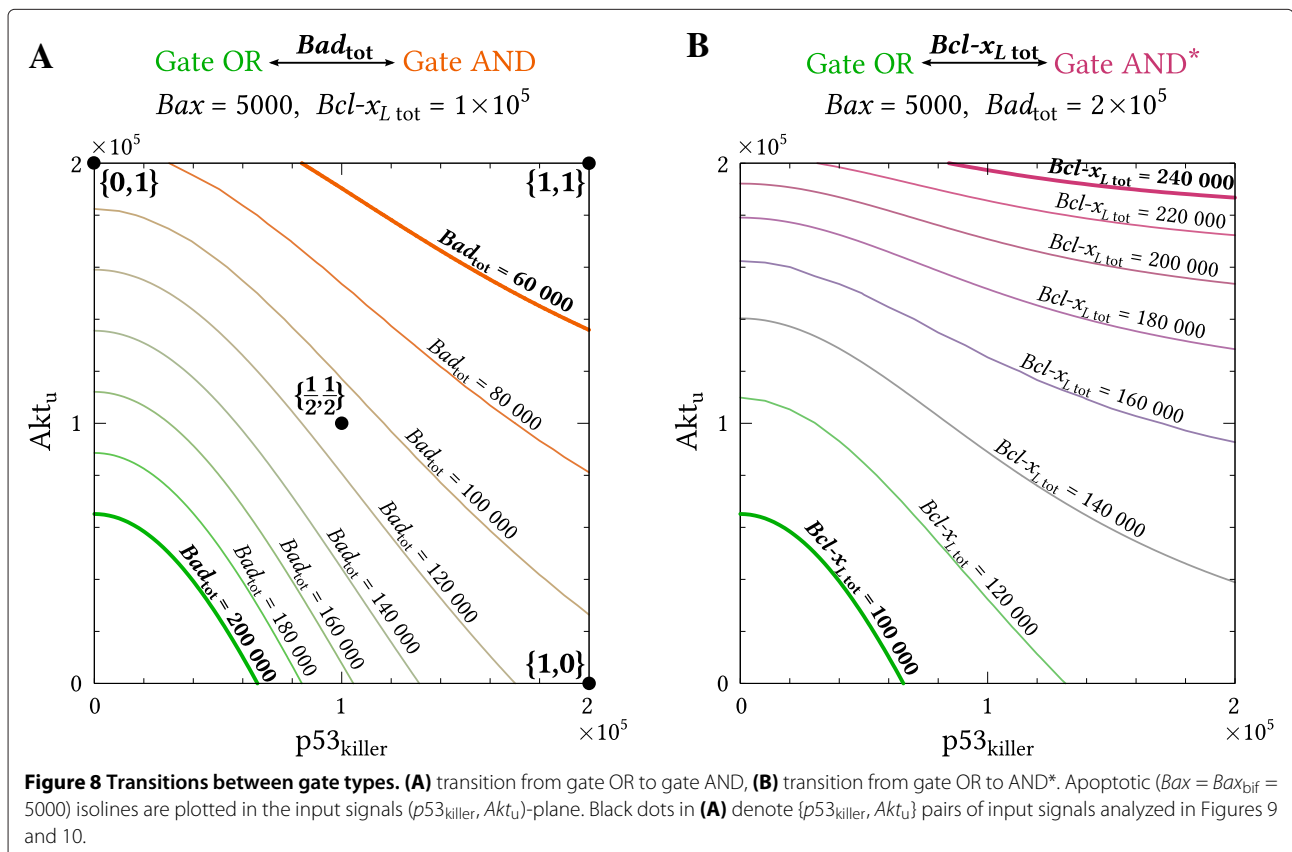 A
Bad_tot
Gate OR Gate AND
Bax = 5000, Bcl-x_L tot = 1×10^5
×10^5
2
1
0
Akt_u
0 1 2
×10^5
p53_killer
{0,1}
{1,1}
{1/2,1/2}
{1,0}
Bad_tot = 60 000
Bad_tot = 80 000
Bad_tot = 100 000
Bad_tot = 120 000
Bad_tot = 140 000
Bad_tot = 160 000
Bad_tot = 180 000
Bad_tot = 200 000
B
Bcl-x_L tot
Gate OR Gate AND*
Bax = 5000, Bad_tot = 2×10^5
×10^5
2
1
0
Akt_u
0 1 2
×10^5
p53_killer
Bcl-x_L tot = 240 000
Bcl-x_L tot = 220 000
Bcl-x_L tot = 200 000
Bcl-x_L tot = 180 000
Bcl-x_L tot = 160 000
Bcl-x_L tot = 140 000
Bcl-x_L tot = 120 000
Bcl-x_L tot = 100 000
Figure 8 Transitions between gate types. (A) transition from gate OR to gate AND, (B) transition from gate OR to AND*. Apoptotic (Bax = Bax_bif =
5000) isolines are plotted in the input signals (p53_killer, Akt_u)-plane. Black dots in (A) denote {p53_killer, Akt_u} pairs of input signals analyzed in Figures 9
and 10.